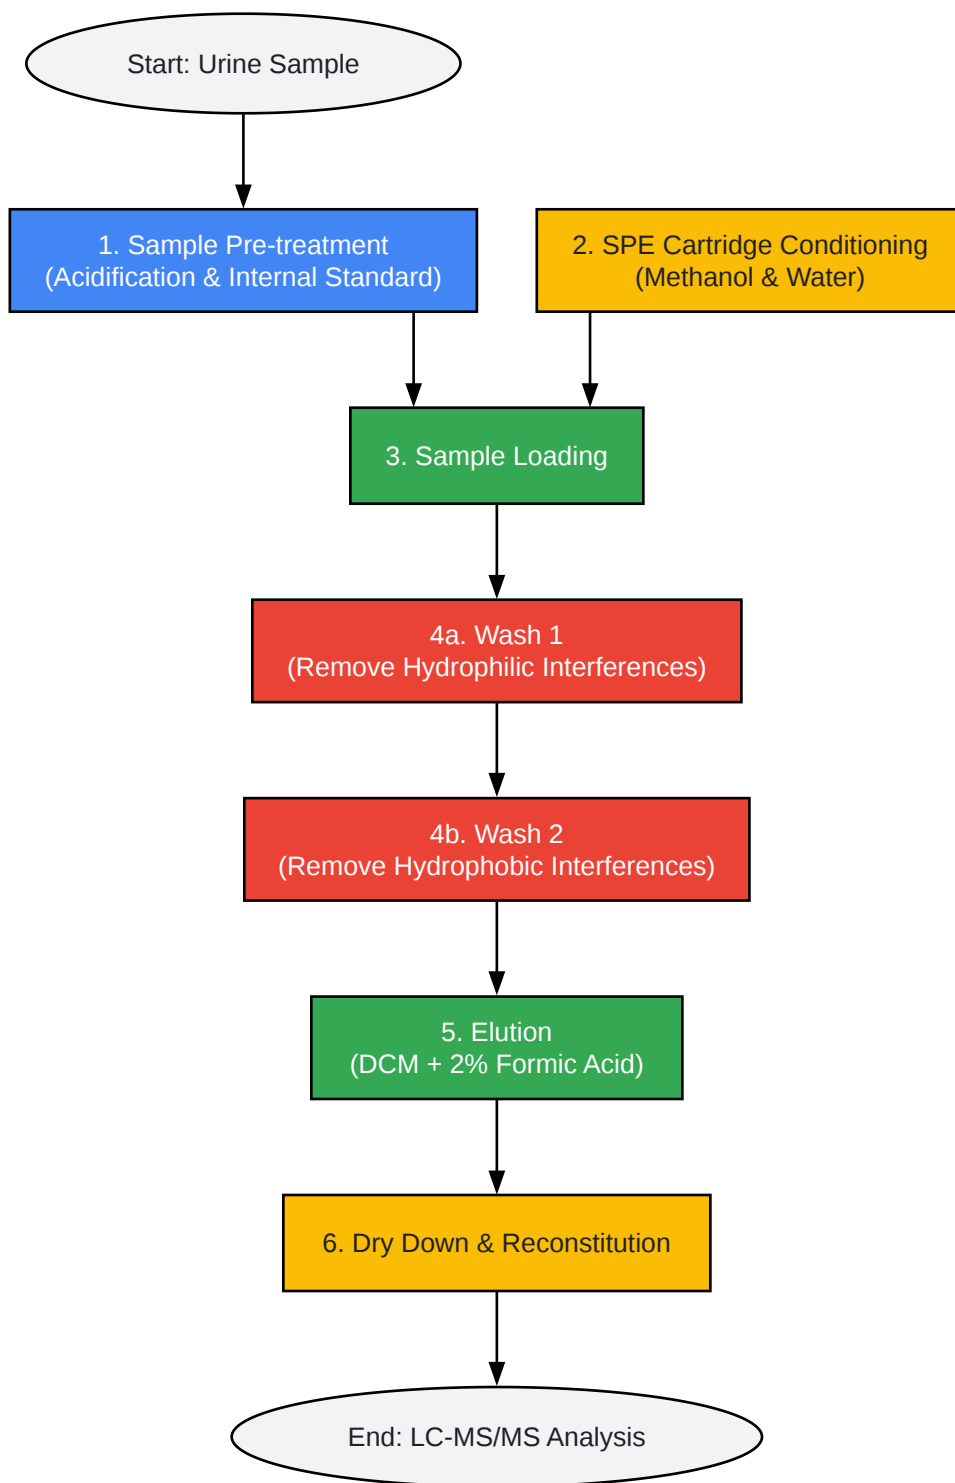 Start: Urine Sample
1. Sample Pre-treatment
(Acidification & Internal Standard)
2. SPE Cartridge Conditioning
(Methanol & Water)
3. Sample Loading
4a. Wash 1
(Remove Hydrophilic Interferences)
4b. Wash 2
(Remove Hydrophobic Interferences)
5. Elution
(DCM + 2% Formic Acid)
6. Dry Down & Reconstitution
End: LC-MS/MS Analysis